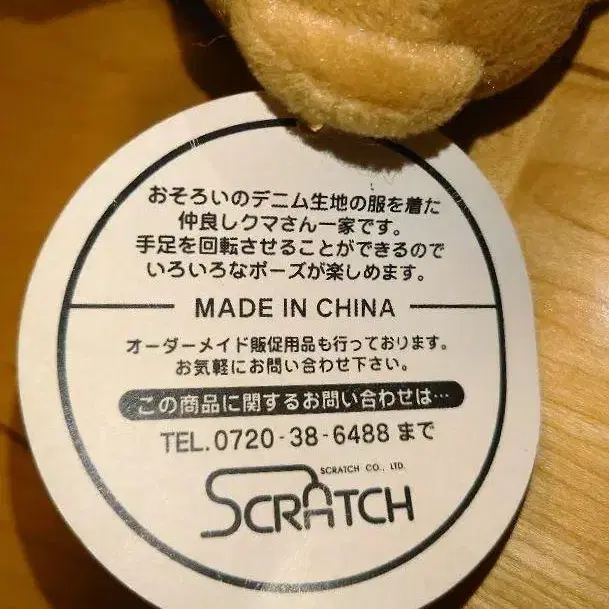 おそろいのデニム生地の服を着た
仲良しクマさん一家です。
手足を回転させることができるので
いろいろなポーズが楽しめます。
MADE IN CHINA
オーダーメイド販促用品も行っております。
お気軽にお問い合わせ下さい。
この商品に関するお問い合わせは…
TEL.0720-38-6488まで
SCRATCH CO., LTD.
SCRATCH